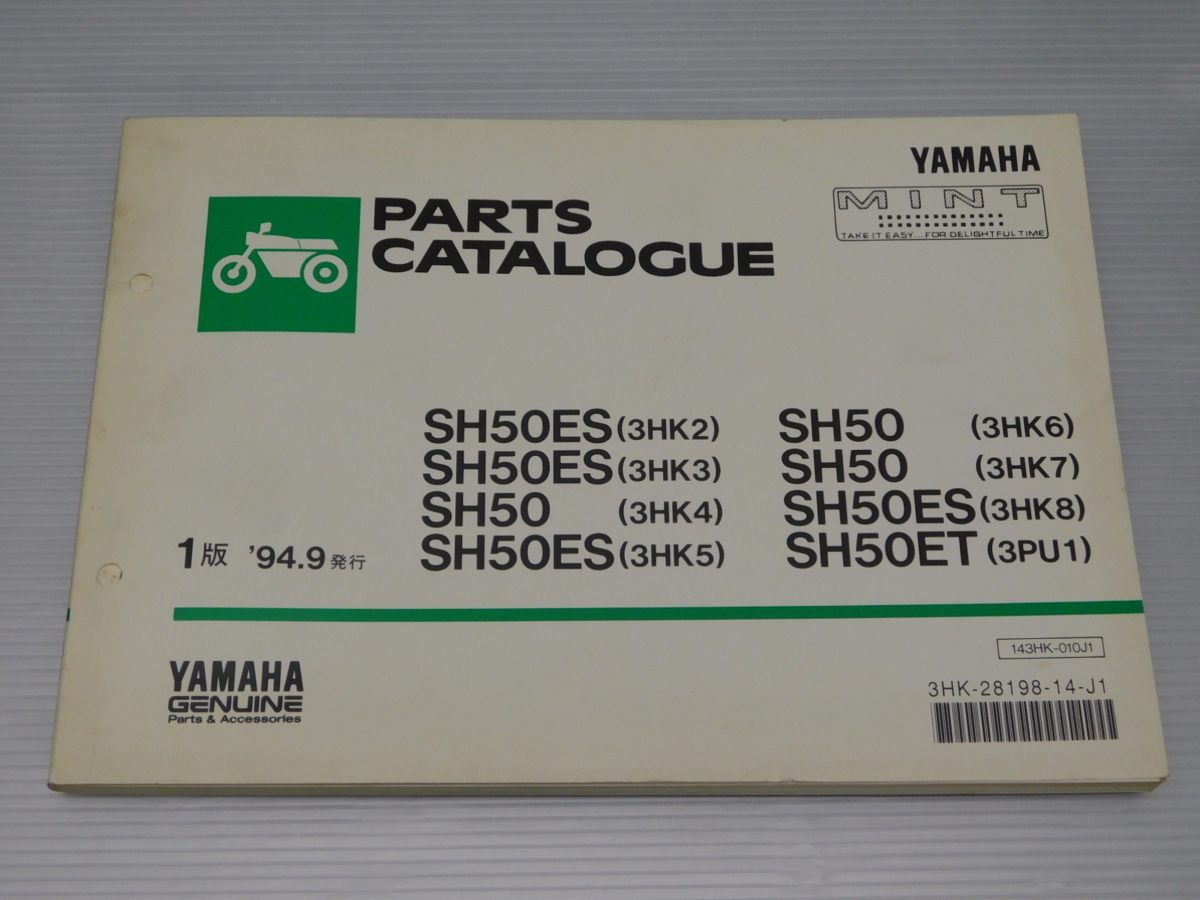 YAMAHA
MINT
TAKE IT EASY...FOR DELIGHTFUL TIME
PARTS
CATALOGUE
SH50ES (3HK2) SH50 (3HK6)
SH50ES (3HK3) SH50 (3HK7)
SH50 (3HK4) SH50ES (3HK8)
SH50ES (3HK5) SH50ET (3PU1)
1版 '94.9発行
143HK-010J1
3HK-28198-14-J1
YAMAHA
GENUINE
Parts & Accessories